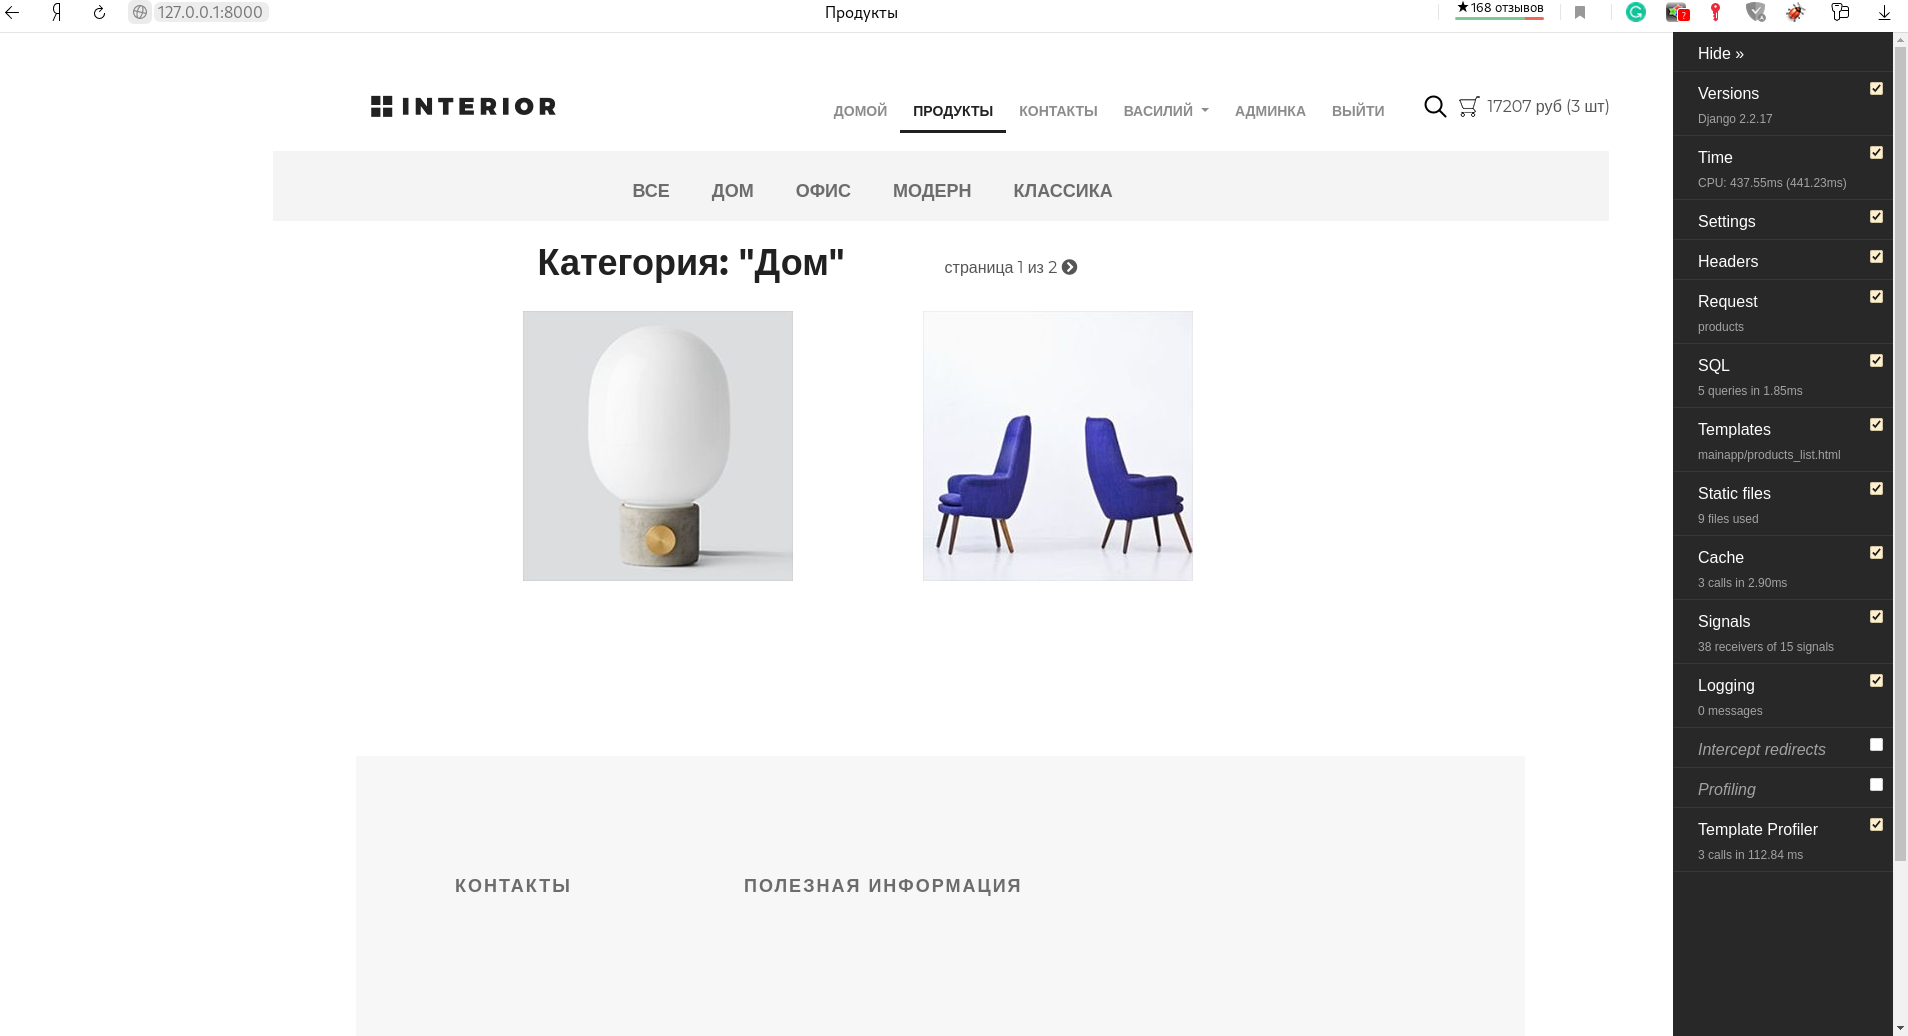 127.0.0.1:8000
Продукты
★168 отзывов
INTERIOR
ДОМОЙ ПРОДУКТЫ КОНТАКТЫ ВАСИЛИЙ АДМИНКА ВЫЙТИ
17207 руб (3 шт)
ВСЕ ДОМ ОФИС МОДЕРН КЛАССИКА
Категория: "Дом"
страница 1 из 2
КОНТАКТЫ
ПОЛЕЗНАЯ ИНФОРМАЦИЯ
Hide »
Versions
Django 2.2.17
Time
CPU: 437.55ms (441.23ms)
Settings
Headers
Request
products
SQL
5 queries in 1.85ms
Templates
mainapp/products_list.html
Static files
9 files used
Cache
3 calls in 2.90ms
Signals
38 receivers of 15 signals
Logging
0 messages
Intercept redirects
Profiling
Template Profiler
3 calls in 112.84 ms